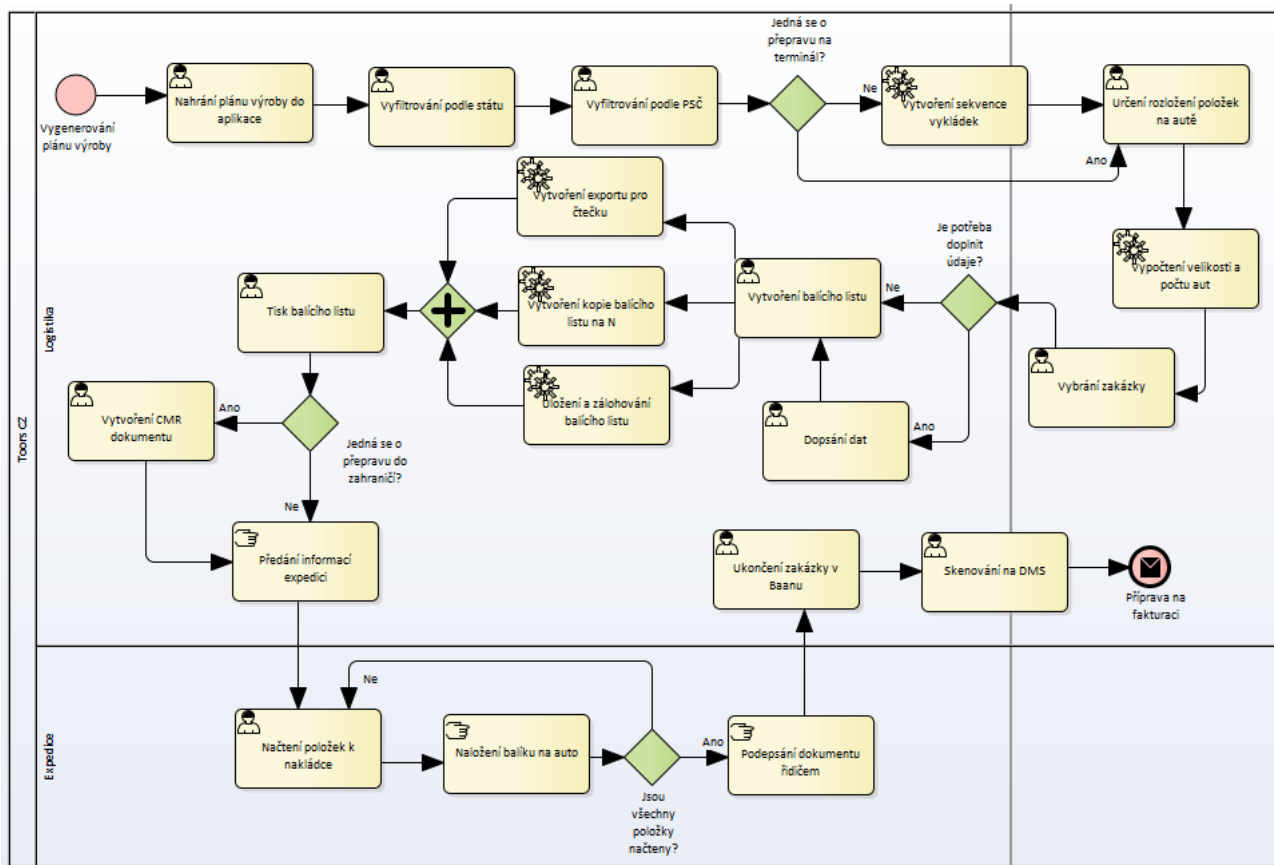 Toors CZ
Logistika
Vygenerování
plánu výroby
Nahrání plánu výroby do
aplikace
Vyfiltrování podle státu
Vyfiltrování podle PSČ
Jedná se o
přepravu na
terminál?
Ne
Ano
Vytvoření sekvence
vykládek
Určení rozložení položek
na autě
Vypočtení velikosti a
počtu aut
Vybrání zakázky
Je potřeba
doplnit
údaje?
Ne
Ano
Dopsání dat
Vytvoření balícího listu
Vytvoření exportu pro
čtečku
Vytvoření kopie balícího
listu na N
Uložení a zálohování
balícího listu
Tisk balícího listu
Jedná se o
přepravu do
zahraničí?
Ano
Ne
Vytvoření CMR
dokumentu
Předání informací
expedici
Ukončení zakázky v
Baanu
Skenování na DMS
Příprava na
fakturaci
Expedice
Načtení položek k
nakládce
Naložení balíku na auto
Ne
Ano
Jsou
všechny
položky
načteny?
Podepsání dokumentu
řidičem